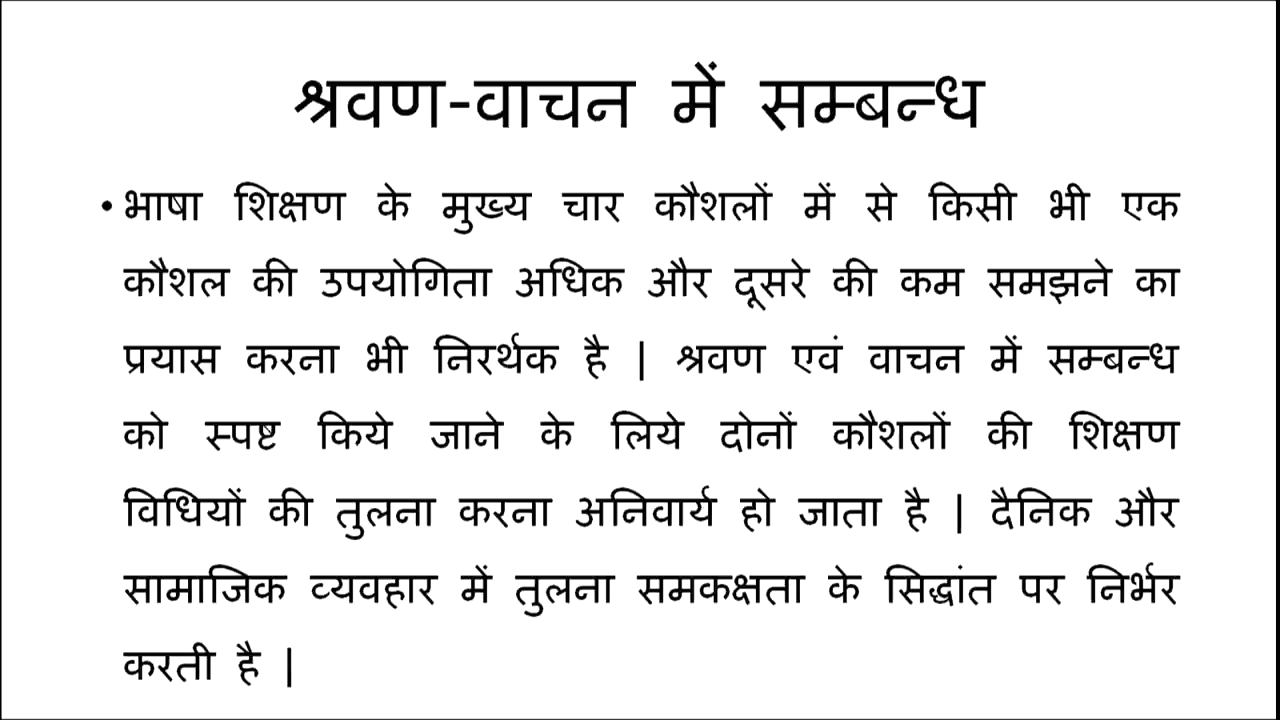 श्रवण-वाचन में सम्बन्ध
• भाषा शिक्षण के मुख्य चार कौशलों में से किसी भी एक
कौशल की उपयोगिता अधिक और दूसरे की कम समझने का
प्रयास करना भी निरर्थक है | श्रवण एवं वाचन में सम्बन्ध
को स्पष्ट किये जाने के लिये दोनों कौशलों की शिक्षण
विधियों की तुलना करना अनिवार्य हो जाता है | दैनिक और
सामाजिक व्यवहार में तुलना समकक्षता के सिद्धांत पर निर्भर
करती है |